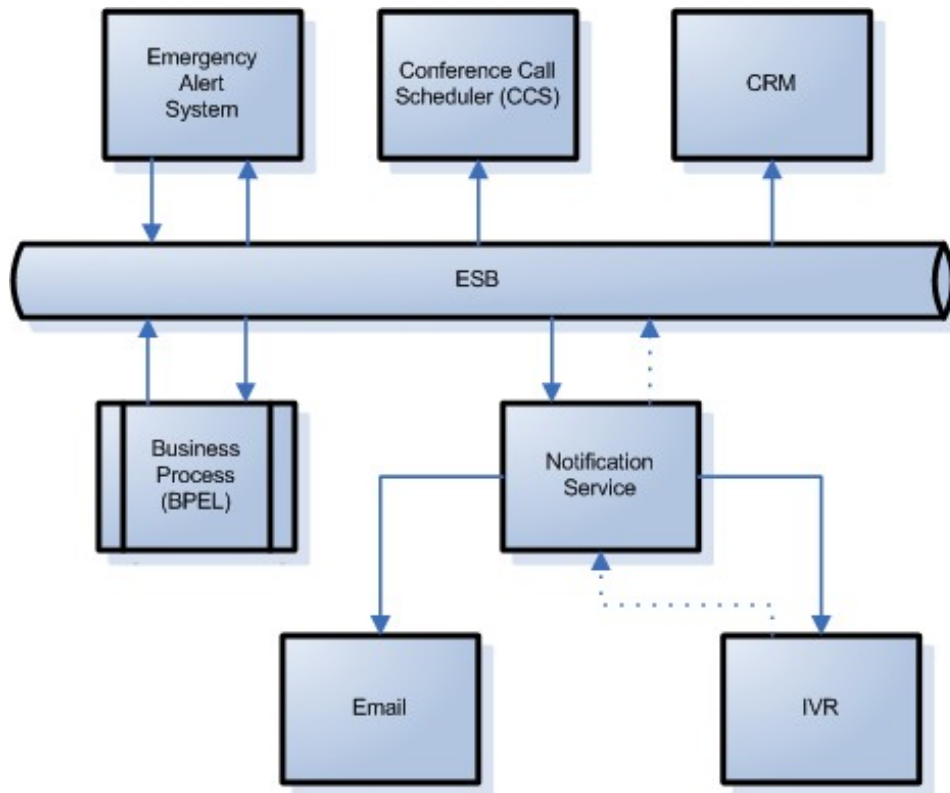 Emergency
Alert
System
Conference Call
Scheduler (CCS)
CRM
ESB
Business
Process
(BPEL)
Notification
Service
Email
IVR